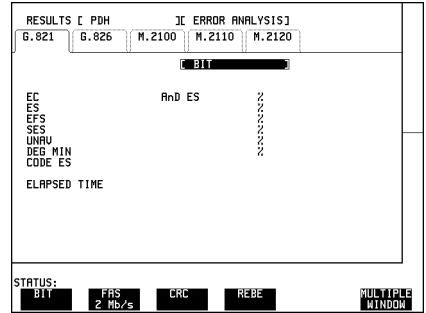 RESULTS [ PDH ][ ERROR ANALYSIS]
G.821 G.826 M.2100 M.2110 M.2120
[ BIT ]
EC AnD ES %
ES %
EFS %
SES %
UNAV %
DEG MIN %
CODE ES
ELAPSED TIME
STATUS:
BIT FAS CRC REBE MULTIPLE
2 Mb/s WINDOW